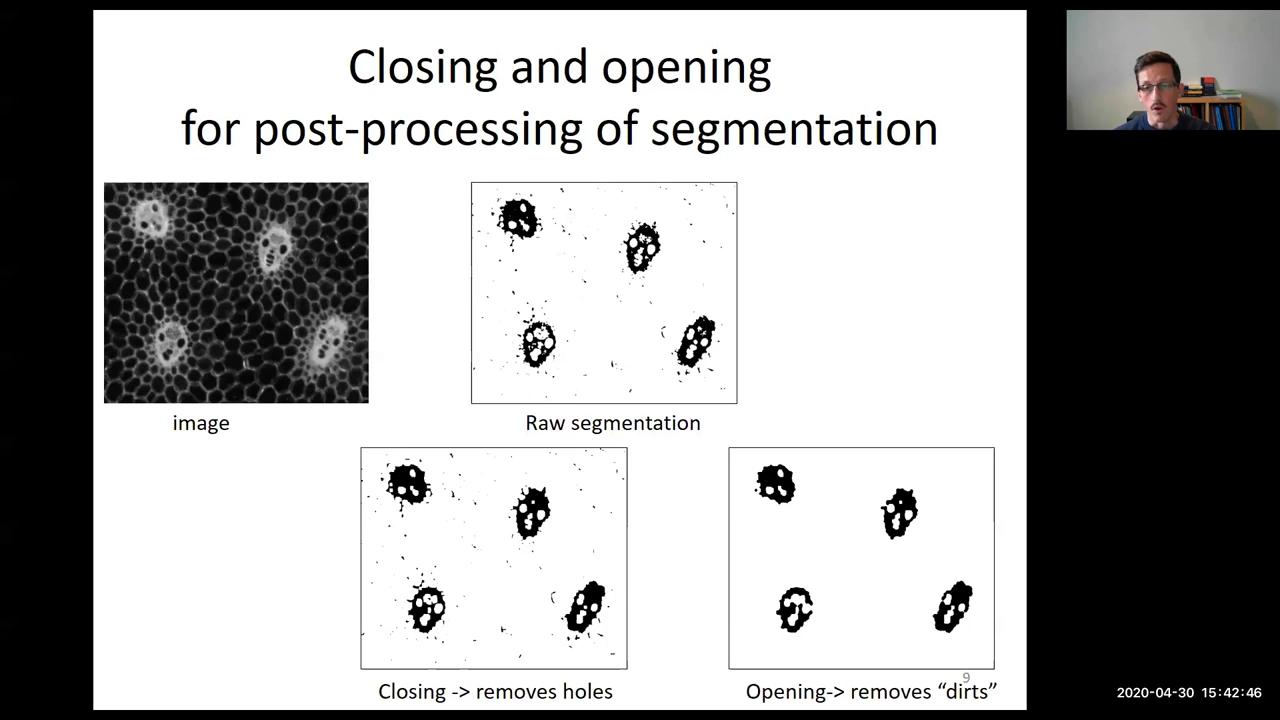 Closing and opening
for post-processing of segmentation
image
Raw segmentation
Closing -> removes holes
Opening-> removes “dirts”
9
2020-04-30 15:42:46